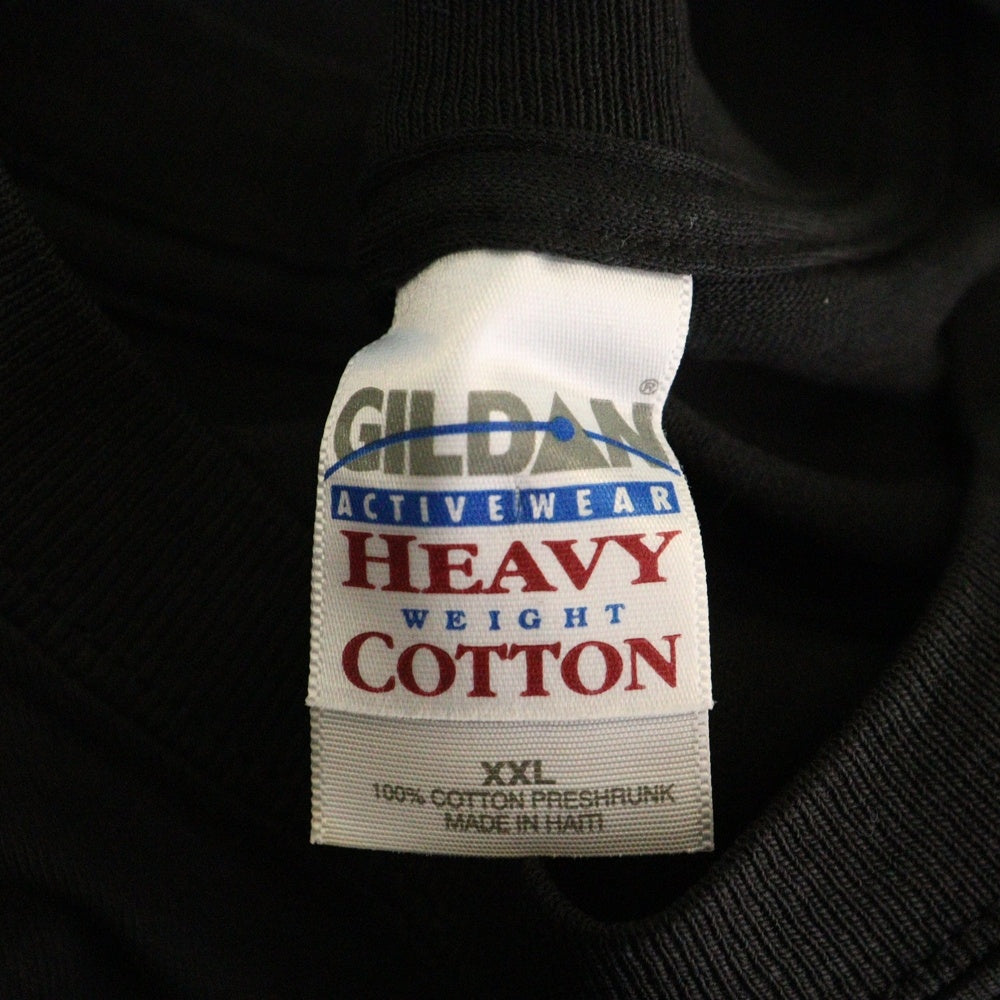 GILDAN®
ACTIVEWEAR
HEAVY
WEIGHT
COTTON
XXL
100% COTTON PRESHRUNK
MADE IN HAITI